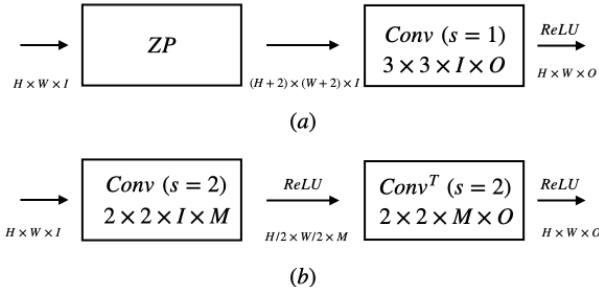 ZP
Conv (s = 1)
3 × 3 × I × O
ReLU
H × W × I
(H + 2) × (W + 2) × I
H × W × O
(a)
Conv (s = 2)
2 × 2 × I × M
ReLU
Conv^T (s = 2)
2 × 2 × M × O
ReLU
H × W × I
H/2 × W/2 × M
H × W × O
(b)